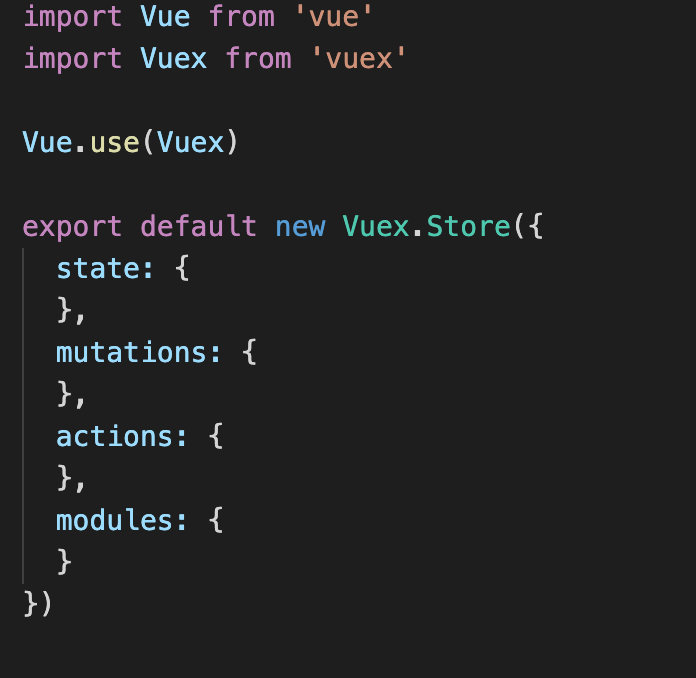 import Vue from 'vue'
import Vuex from 'vuex'

Vue.use(Vuex)

export default new Vuex.Store({
  state: {
  },
  mutations: {
  },
  actions: {
  },
  modules: {
  }
})